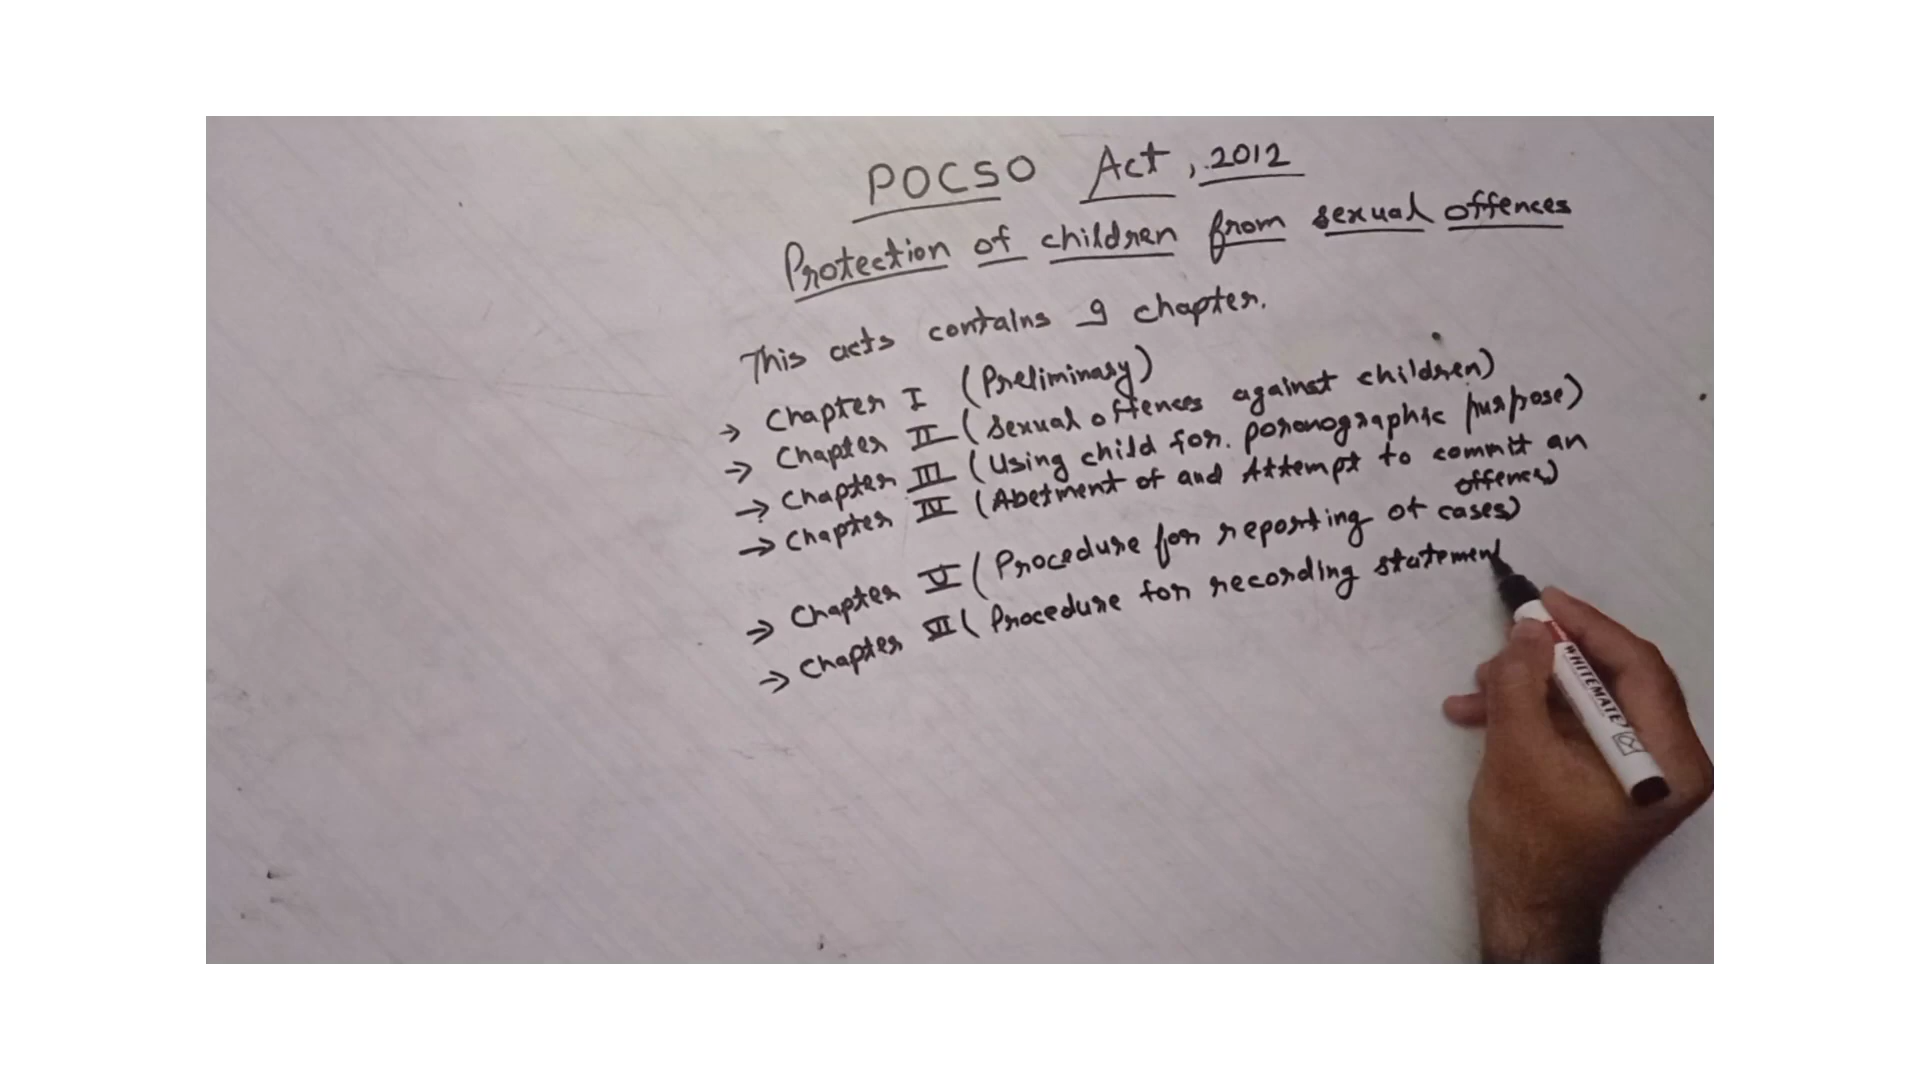 POCSO Act, 2012
Protection of children from sexual offences
This acts contains 9 chapter.
→ Chapter I (Preliminary)
→ Chapter II (Sexual offences against children)
→ Chapter III (Using child for. poronographic purpose)
→ Chapter IV (Abetment of and Attempt to commit an
offence)
→ Chapter V (Procedure for reporting of cases)
→ Chapter VI (Procedure for recording statement
WHITEMATE